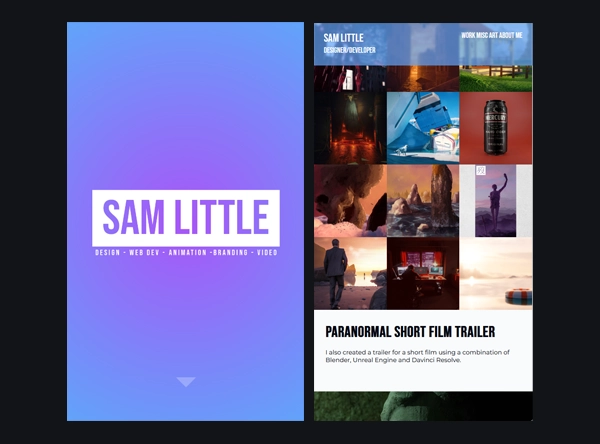 SAM LITTLE
DESIGN - WEB DEV - ANIMATION -BRANDING - VIDEO
SAM LITTLE
DESIGNER/DEVELOPER
WORK MISC ART ABOUT ME
MERCURY
PARANORMAL SHORT FILM TRAILER
I also created a trailer for a short film using a combination of
Blender, Unreal Engine and Davinci Resolve.